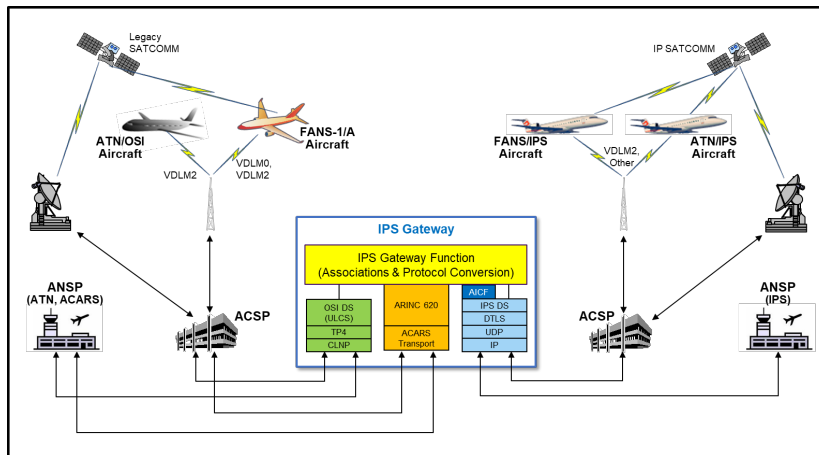 Legacy
SATCOMM
IP SATCOMM
ATN/OSI
Aircraft
FANS-1/A
Aircraft
FANS/IPS
Aircraft
ATN/IPS
Aircraft
VDLM2
VDLM0,
VDLM2
VDLM2,
Other
IPS Gateway
IPS Gateway Function
(Associations & Protocol Conversion)
OSI DS
(ULCS)
TP4
CLNP
ARINC 620
ACARS
Transport
AICF
IPS DS
DTLS
UDP
IP
ANSP
(ATN, ACARS)
ACSP
ACSP
ANSP
(IPS)